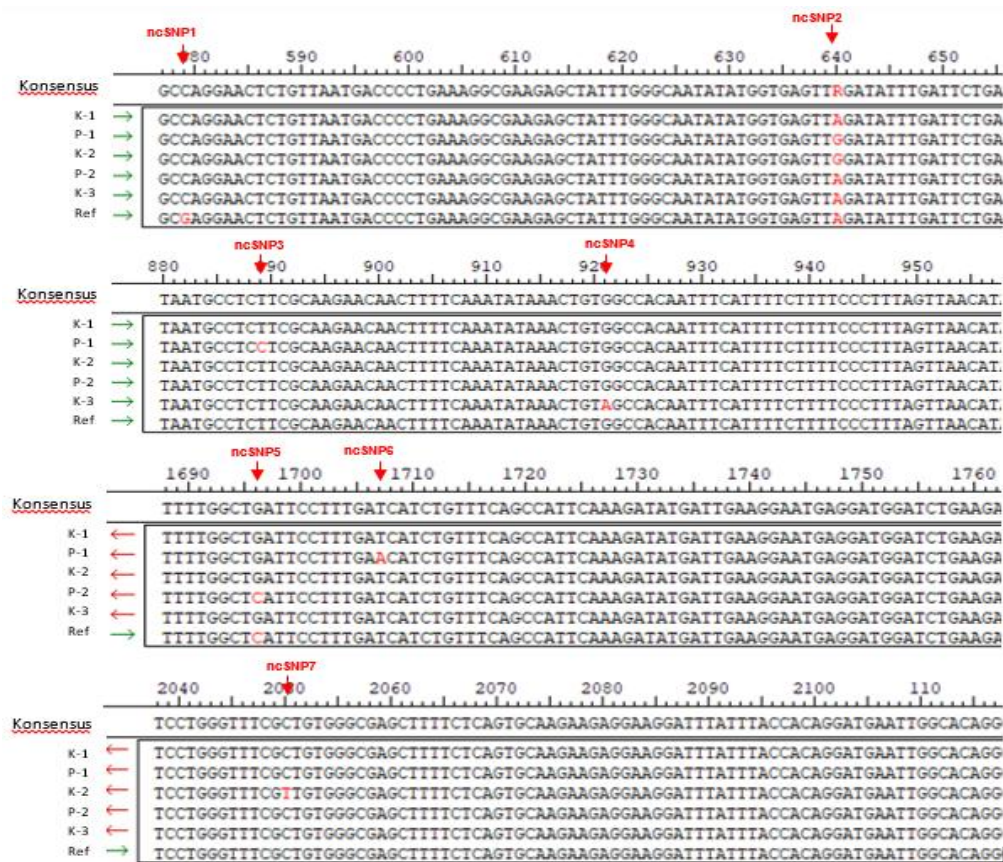 ncSNP1 ncSNP2
80 590 600 610 620 630 640 650
Konsensus GCCAGGAACTCTGTTAATGACCCCTGAAAGGCGAAGAGCTATTTGGGCAATATATGGTGAGTTRGATATTTGATTCTGA
K-1 → GCCAGGAACTCTGTTAATGACCCCTGAAAGGCGAAGAGCTATTTGGGCAATATATGGTGAGTTAGATATTTGATTCTGA
P-1 → GCCAGGAACTCTGTTAATGACCCCTGAAAGGCGAAGAGCTATTTGGGCAATATATGGTGAGTTGGATATTTGATTCTGA
K-2 → GCCAGGAACTCTGTTAATGACCCCTGAAAGGCGAAGAGCTATTTGGGCAATATATGGTGAGTTGGATATTTGATTCTGA
P-2 → GCCAGGAACTCTGTTAATGACCCCTGAAAGGCGAAGAGCTATTTGGGCAATATATGGTGAGTTAGATATTTGATTCTGA
K-3 → GCCAGGAACTCTGTTAATGACCCCTGAAAGGCGAAGAGCTATTTGGGCAATATATGGTGAGTTAGATATTTGATTCTGA
Ref → GCGAGGAACTCTGTTAATGACCCCTGAAAGGCGAAGAGCTATTTGGGCAATATATGGTGAGTTAGATATTTGATTCTGA
ncSNP3 ncSNP4
880 890 900 910 920 930 940 950
Konsensus TAATGCCTCTTCGCAAGAACAACTTTTCAAATATAAACTGTGGCCACAATTTCATTTTCTTTTCCCTTTAGTTAACAT.
K-1 → TAATGCCTCTTCGCAAGAACAACTTTTCAAATATAAACTGTGGCCACAATTTCATTTTCTTTTCCCTTTAGTTAACAT.
P-1 → TAATGCCTCCTCGCAAGAACAACTTTTCAAATATAAACTGTGGCCACAATTTCATTTTCTTTTCCCTTTAGTTAACAT.
K-2 → TAATGCCTCTTCGCAAGAACAACTTTTCAAATATAAACTGTGGCCACAATTTCATTTTCTTTTCCCTTTAGTTAACAT.
P-2 → TAATGCCTCTTCGCAAGAACAACTTTTCAAATATAAACTGTGGCCACAATTTCATTTTCTTTTCCCTTTAGTTAACAT.
K-3 → TAATGCCTCTTCGCAAGAACAACTTTTCAAATATAAACTGTAGCCACAATTTCATTTTCTTTTCCCTTTAGTTAACAT.
Ref → TAATGCCTCTTCGCAAGAACAACTTTTCAAATATAAACTGTGGCCACAATTTCATTTTCTTTTCCCTTTAGTTAACAT.
ncSNP5 ncSNP6
1690 1700 1710 1720 1730 1740 1750 1762
Konsensus TTTTGGCTGATTCCTTTGATCATCTGTTTCAGCCATTCAAAGATATGATTGAAGGAATGAGGATGGATCTGAAGA
K-1 ← TTTTGGCTGATTCCTTTGATCATCTGTTTCAGCCATTCAAAGATATGATTGAAGGAATGAGGATGGATCTGAAGA
P-1 ← TTTTGGCTGATTCCTTTGAACATCTGTTTCAGCCATTCAAAGATATGATTGAAGGAATGAGGATGGATCTGAAGA
K-2 ← TTTTGGCTGATTCCTTTGATCATCTGTTTCAGCCATTCAAAGATATGATTGAAGGAATGAGGATGGATCTGAAGA
P-2 ← TTTTGGCTCATTCCTTTGATCATCTGTTTCAGCCATTCAAAGATATGATTGAAGGAATGAGGATGGATCTGAAGA
K-3 ← TTTTGGCTGATTCCTTTGATCATCTGTTTCAGCCATTCAAAGATATGATTGAAGGAATGAGGATGGATCTGAAGA
Ref → TTTTGGCTCATTCCTTTGATCATCTGTTTCAGCCATTCAAAGATATGATTGAAGGAATGAGGATGGATCTGAAGA
ncSNP7
2040 2050 2060 2070 2080 2090 2100 110
Konsensus TCCTGGGTTTCGCTGTGGGCGAGCTTTTCTCAGTGCAAGAAGAGGAAGGATTTATTTACCACAGGATGAATTGGCACAGG
K-1 ← TCCTGGGTTTCGCTGTGGGCGAGCTTTTCTCAGTGCAAGAAGAGGAAGGATTTATTTACCACAGGATGAATTGGCACAGG
P-1 ← TCCTGGGTTTCGCTGTGGGCGAGCTTTTCTCAGTGCAAGAAGAGGAAGGATTTATTTACCACAGGATGAATTGGCACAGG
K-2 ← TCCTGGGTTTCGTTGTGGGCGAGCTTTTCTCAGTGCAAGAAGAGGAAGGATTTATTTACCACAGGATGAATTGGCACAGG
P-2 ← TCCTGGGTTTCGCTGTGGGCGAGCTTTTCTCAGTGCAAGAAGAGGAAGGATTTATTTACCACAGGATGAATTGGCACAGG
K-3 ← TCCTGGGTTTCGCTGTGGGCGAGCTTTTCTCAGTGCAAGAAGAGGAAGGATTTATTTACCACAGGATGAATTGGCACAGG
Ref → TCCTGGGTTTCGCTGTGGGCGAGCTTTTCTCAGTGCAAGAAGAGGAAGGATTTATTTACCACAGGATGAATTGGCACAGG